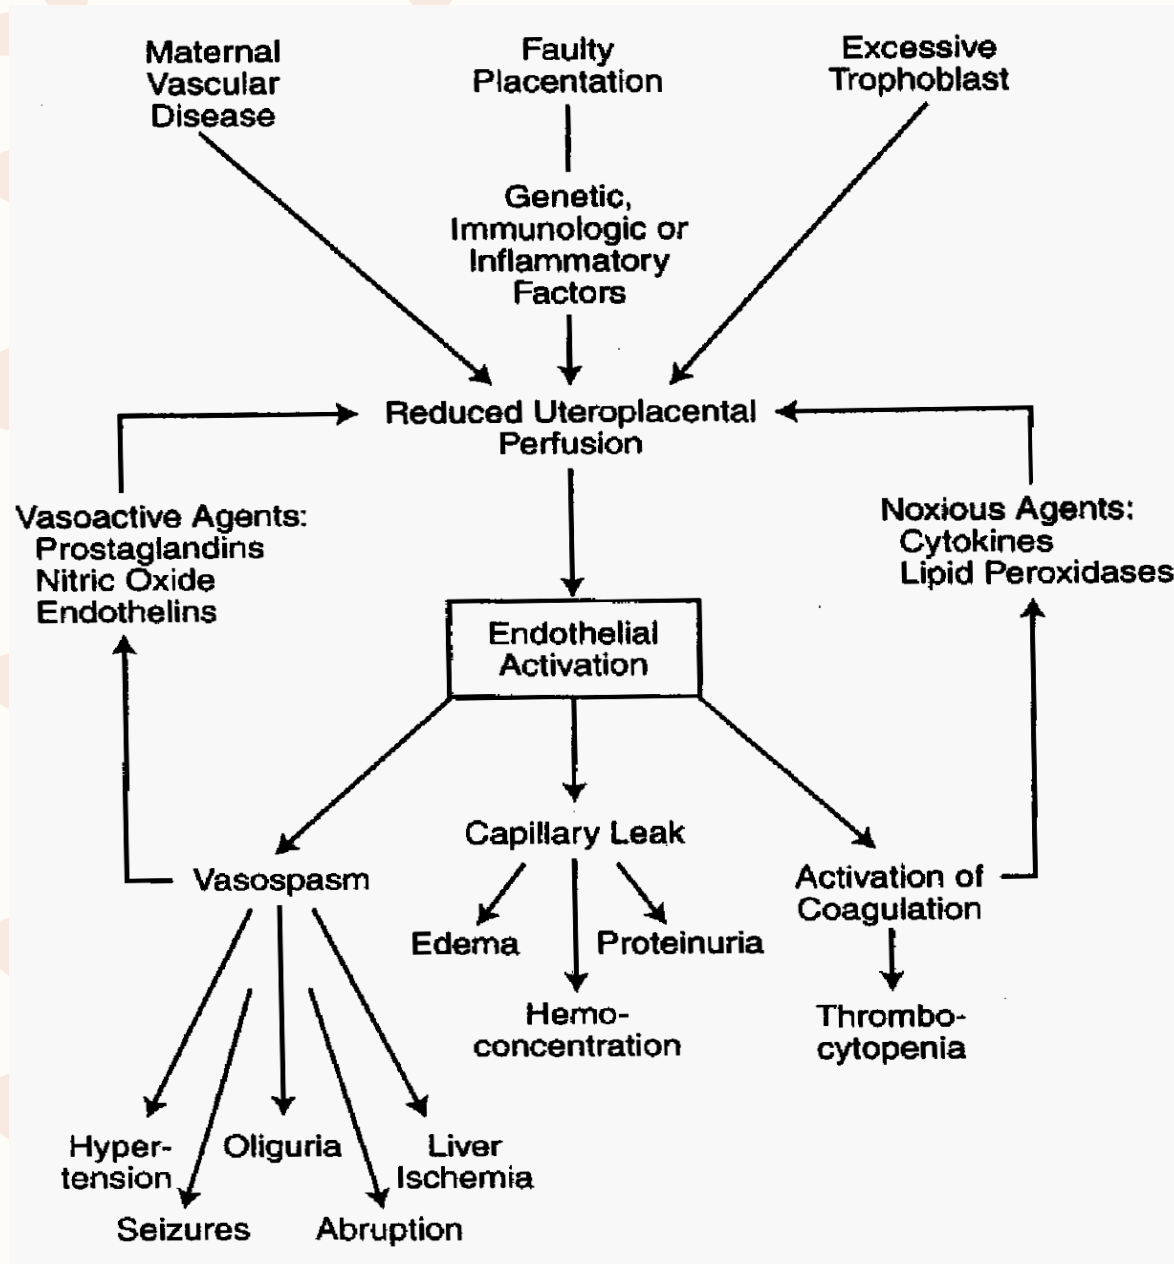 Maternal
Vascular
Disease
Faulty
Placentation
Excessive
Trophoblast
Genetic,
Immunologic or
Inflammatory
Factors
Reduced Uteroplacental
Perfusion
Vasoactive Agents:
Prostaglandins
Nitric Oxide
Endothelins
Noxious Agents:
Cytokines
Lipid Peroxidases
Endothelial
Activation
Vasospasm
Capillary Leak
Activation of
Coagulation
Edema
Proteinuria
Hemo-
concentration
Thrombo-
cytopenia
Hyper-
tension
Oliguria
Liver
Ischemia
Seizures
Abruption